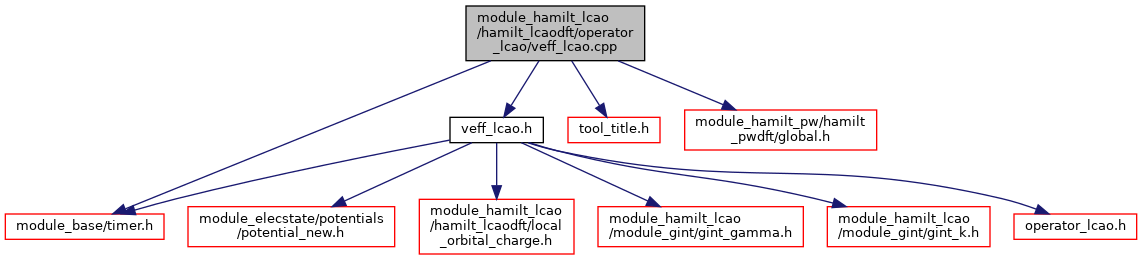 module_hamilt_lcao
/hamilt_lcaodft/operator
_lcao/veff_lcao.cpp
veff_lcao.h
tool_title.h
module_hamilt_pw/hamilt
_pwdft/global.h
module_base/timer.h
module_elecstate/potentials
/potential_new.h
module_hamilt_lcao
/hamilt_lcaodft/local
_orbital_charge.h
module_hamilt_lcao
/module_gint/gint_gamma.h
module_hamilt_lcao
/module_gint/gint_k.h
operator_lcao.h